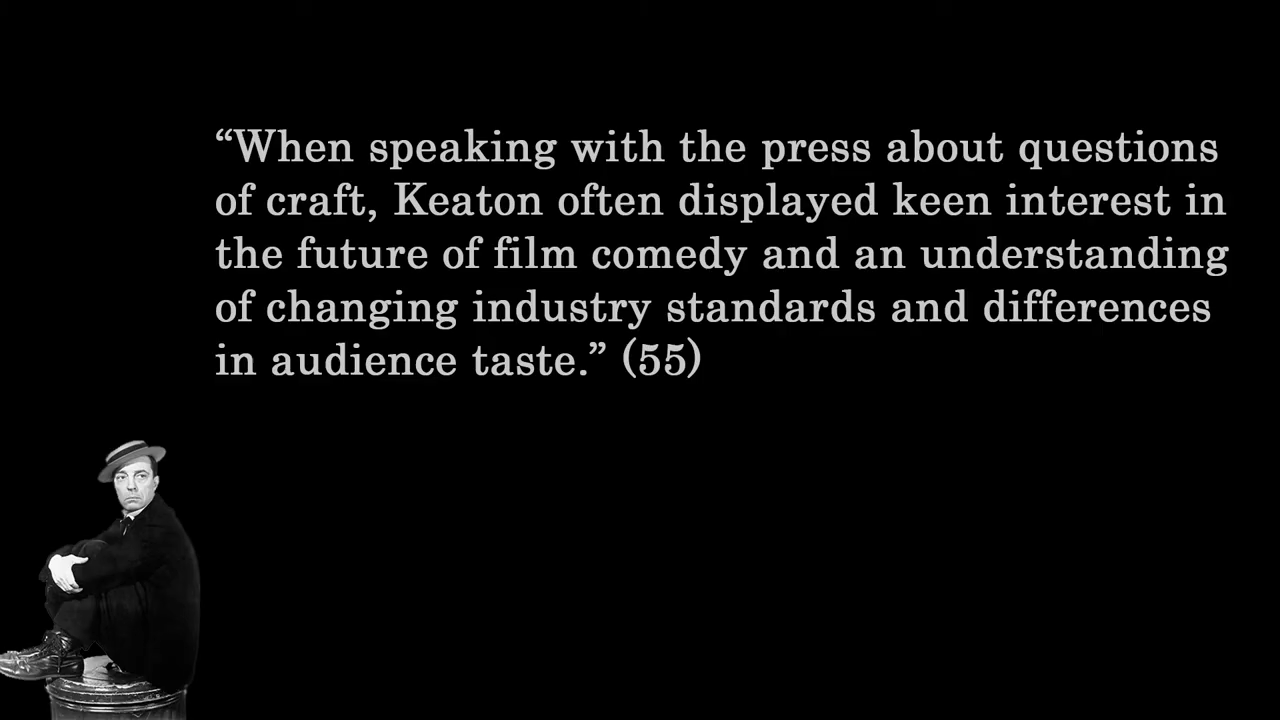 “When speaking with the press about questions
of craft, Keaton often displayed keen interest in
the future of film comedy and an understanding
of changing industry standards and differences
in audience taste.” (55)